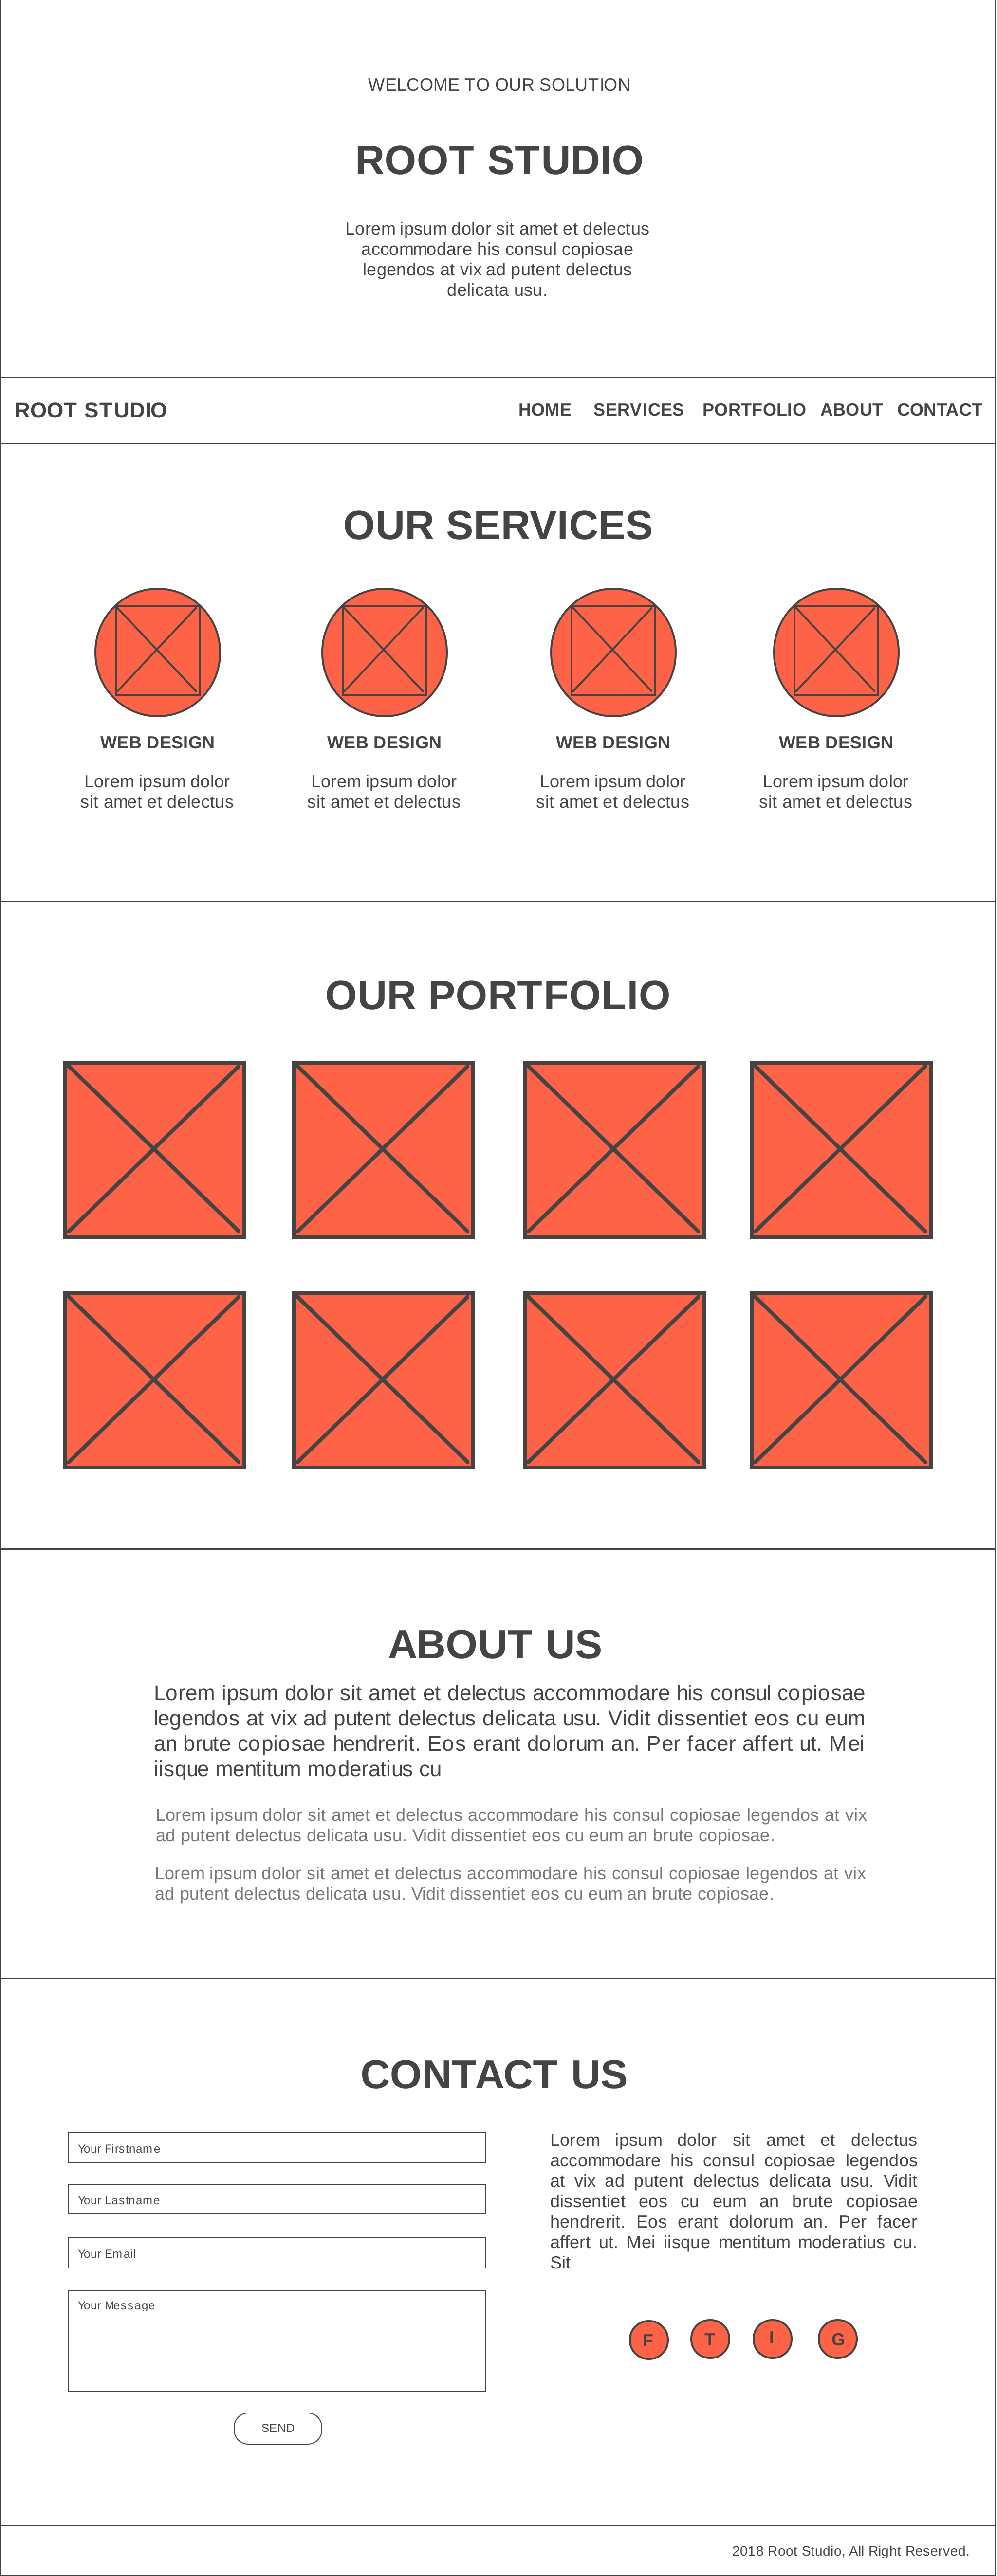 WELCOME TO OUR SOLUTION
ROOT STUDIO
Lorem ipsum dolor sit amet et delectus
accommodare his consul copiosae
legendos at vix ad putent delectus
delicata usu.
ROOT STUDIO HOME SERVICES PORTFOLIO ABOUT CONTACT
OUR SERVICES
WEB DESIGN WEB DESIGN WEB DESIGN WEB DESIGN
Lorem ipsum dolor Lorem ipsum dolor Lorem ipsum dolor Lorem ipsum dolor
sit amet et delectus sit amet et delectus sit amet et delectus sit amet et delectus
OUR PORTFOLIO
ABOUT US
Lorem ipsum dolor sit amet et delectus accommodare his consul copiosae
legendos at vix ad putent delectus delicata usu. Vidit dissentiet eos cu eum
an brute copiosae hendrerit. Eos erant dolorum an. Per facer affert ut. Mei
iisque mentitum moderatius cu
Lorem ipsum dolor sit amet et delectus accommodare his consul copiosae legendos at vix
ad putent delectus delicata usu. Vidit dissentiet eos cu eum an brute copiosae.
Lorem ipsum dolor sit amet et delectus accommodare his consul copiosae legendos at vix
ad putent delectus delicata usu. Vidit dissentiet eos cu eum an brute copiosae.
CONTACT US
Your Firstname
Your Lastname
Your Email
Your Message
SEND
Lorem ipsum dolor sit amet et delectus
accommodare his consul copiosae legendos
at vix ad putent delectus delicata usu. Vidit
dissentiet eos cu eum an brute copiosae
hendrerit. Eos erant dolorum an. Per facer
affert ut. Mei iisque mentitum moderatius cu.
Sit
F T I G
2018 Root Studio, All Right Reserved.